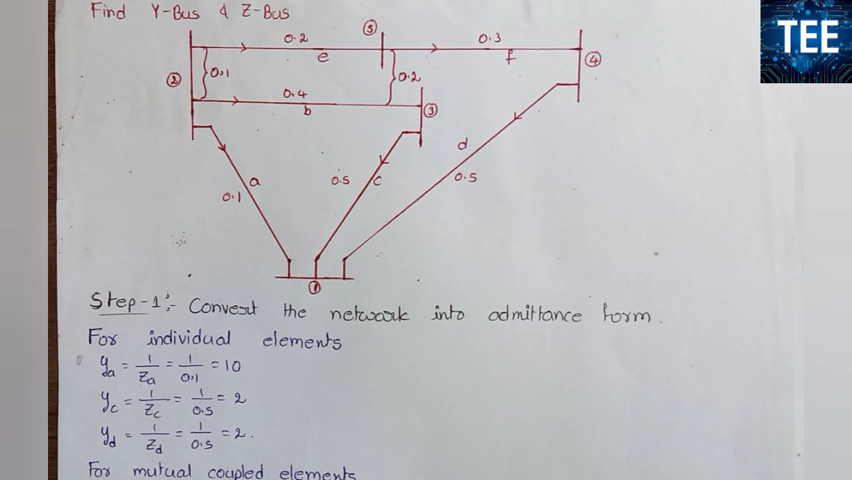 Find Y-Bus & Z-Bus
TEE
0.2
e
⑤
0.3
f
④
②
0.1
0.2
0.4
b
③
a
0.1
0.5
c
d
0.5
①
Step-1:- Convert the network into admittance form.
For individual elements
ya = 1/Za = 1/0.1 = 10
yc = 1/Zc = 1/0.5 = 2
yd = 1/Zd = 1/0.5 = 2.
For mutual coupled elements